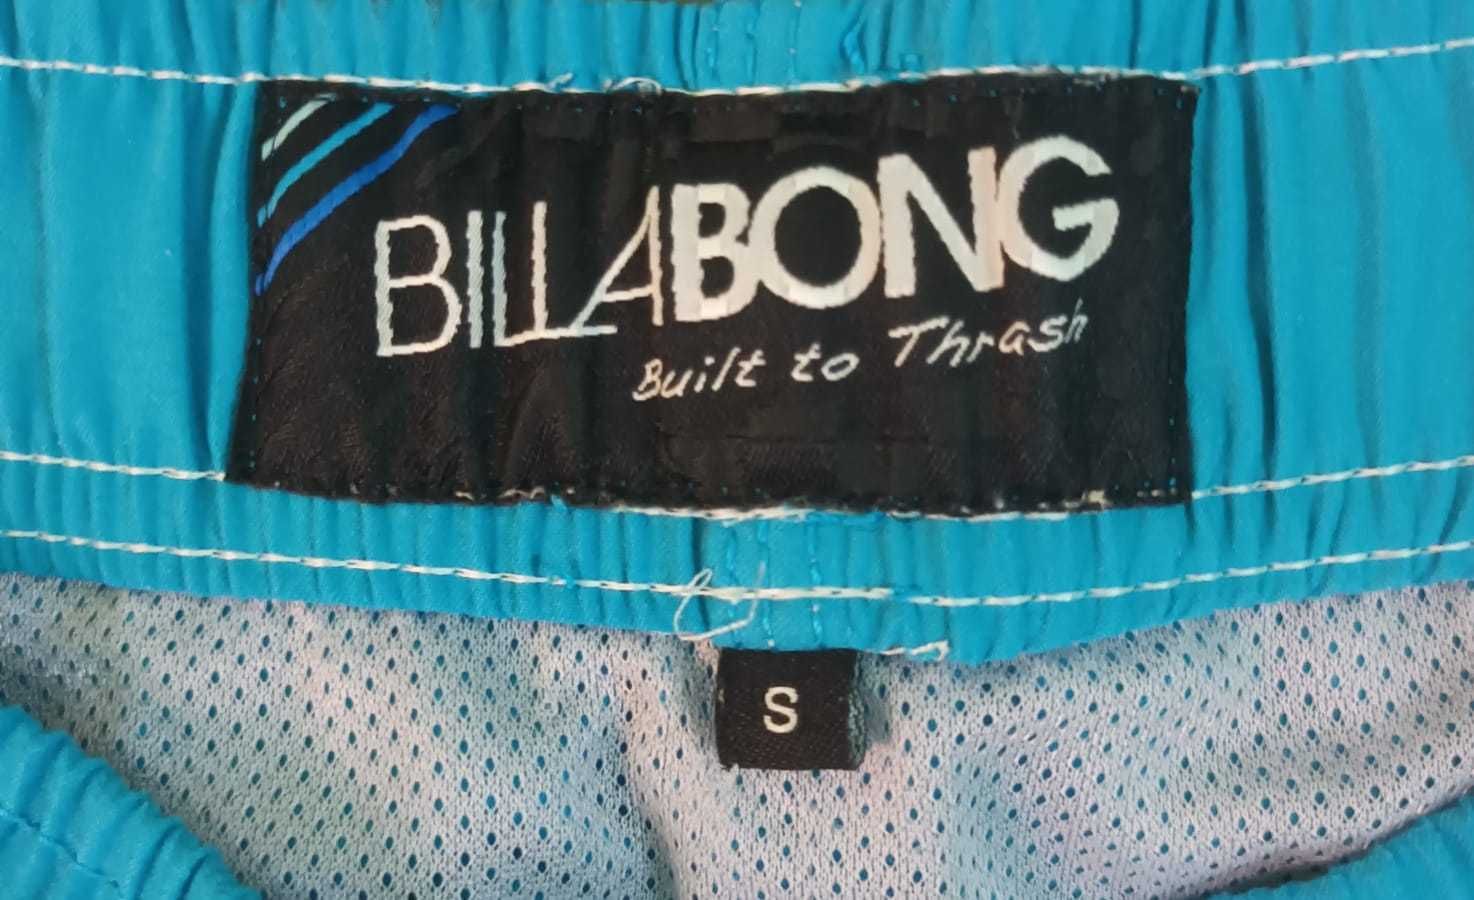 BILLABONG
Built to Thrash
S